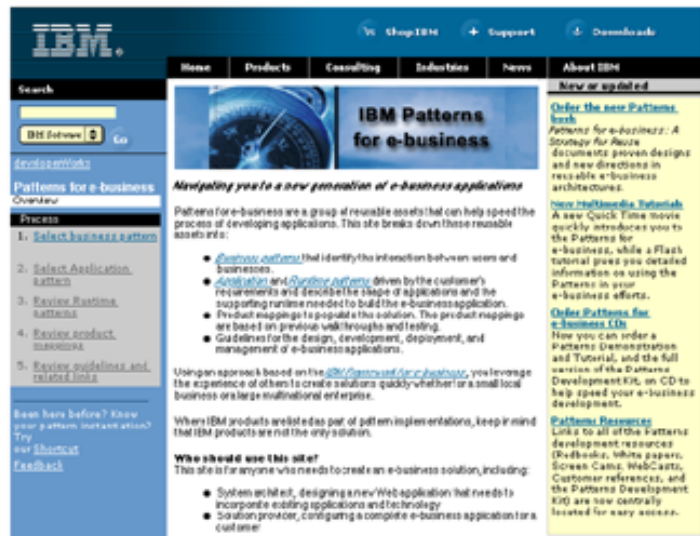 IBM.
ShopIBM Support Downloads
Home Products Consulting Industries News About IBM
Search
IBM Software Go
developerWorks
Patterns for e-business
Overview
Process
1. Select business pattern
2. Select Application
pattern
3. Review Runtime
patterns
4. Review product
mappings
5. Review guidelines and
related links
Been here before? Know
your pattern instantiation?
Try
our Shortcut
Feedback
IBM Patterns
for e-business
Navigating you to a new generation of e-business applications
Patterns for e-business are a group of reusable assets that can help speed the
process of developing applications. This site breaks down these reusable
assets into:
Business patterns that identify the interaction between users and
businesses.
Application and Runtime patterns driven by the customer's
requirements and describe the shape of applications and the
supporting runtime needed to build the e-business application.
Product mappings to populate the solution. The product mappings
are based on previous walkthroughs and testing.
Guidelines for the design, development, deployment, and
management of e-business applications.
Using an approach based on the IBM Framework for e-business, you leverage
the experience of others to create solutions quickly whether for a small local
business or a large multinational enterprise.
Where IBM products are listed as part of pattern implementations, keep in mind
that IBM products are not the only solution.
Who should use this site?
This site is for anyone who needs to create an e-business solution, including:
System architect, designing a new Web application that needs to
incorporate existing applications and technology
Solution provider, configuring a complete e-business application for a
customer
New or updated
Order the new Patterns
book
Patterns for e-business: A
Strategy for Reuse
documents proven designs
and new directions in
reusable e-business
architectures.
New Multimedia Tutorials
A new Quick Time movie
quickly introduces you to
the Patterns for
e-business, while a Flash
tutorial gives you detailed
information on using the
Patterns in your
e-business efforts.
Order Patterns for
e-business CDs
Now you can order a
Patterns Demonstration
and Tutorial, and the full
version of the Patterns
Development Kit, on CD to
help speed your e-business
development.
Patterns Resources
Links to all of the Patterns
development resources
(Redbooks, White papers,
Screen Cams, WebCasts,
Customer references, and
the Patterns Development
Kit) are now centrally
located for easy access.